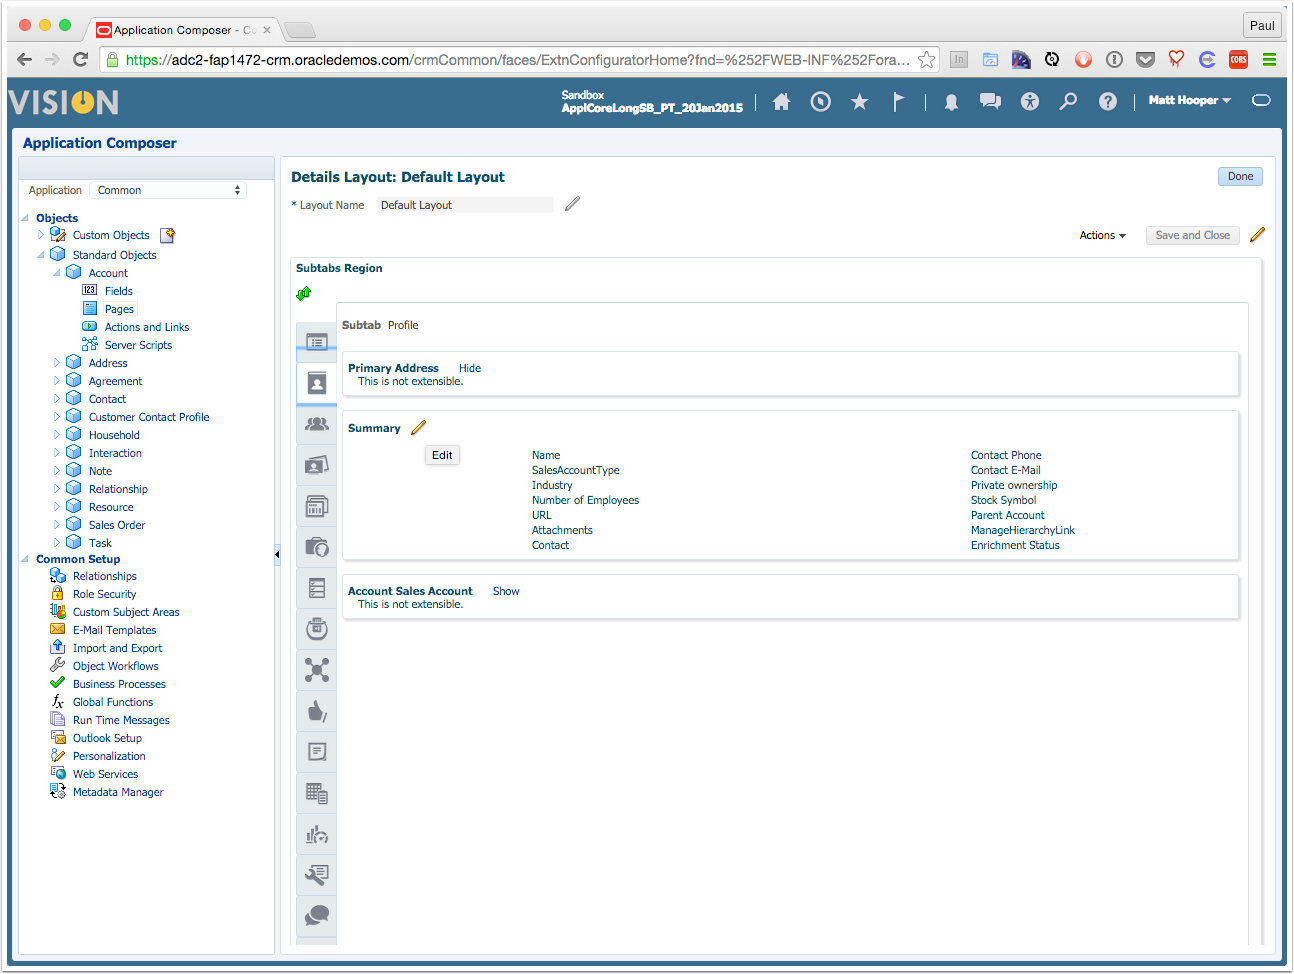 Application Composer - Co
Paul
https://adc2-fap1472-crm.oracledemos.com/crmCommon/faces/ExtnConfiguratorHome?fnd=%252FWEB-INF%252Fora...
CORS
VISION
Sandbox
ApplCoreLongSB_PT_20Jan2015
Matt Hooper
Application Composer
Application Common
Objects
Custom Objects
Standard Objects
Account
Fields
Pages
Actions and Links
Server Scripts
Address
Agreement
Contact
Customer Contact Profile
Household
Interaction
Note
Relationship
Resource
Sales Order
Task
Common Setup
Relationships
Role Security
Custom Subject Areas
E-Mail Templates
Import and Export
Object Workflows
Business Processes
Global Functions
Run Time Messages
Outlook Setup
Personalization
Web Services
Metadata Manager
Details Layout: Default Layout
Done
* Layout Name Default Layout
Actions Save and Close
Subtabs Region
Subtab Profile
Primary Address Hide
This is not extensible.
Summary
Edit
Name
SalesAccountType
Industry
Number of Employees
URL
Attachments
Contact
Contact Phone
Contact E-Mail
Private ownership
Stock Symbol
Parent Account
ManageHierarchyLink
Enrichment Status
Account Sales Account Show
This is not extensible.